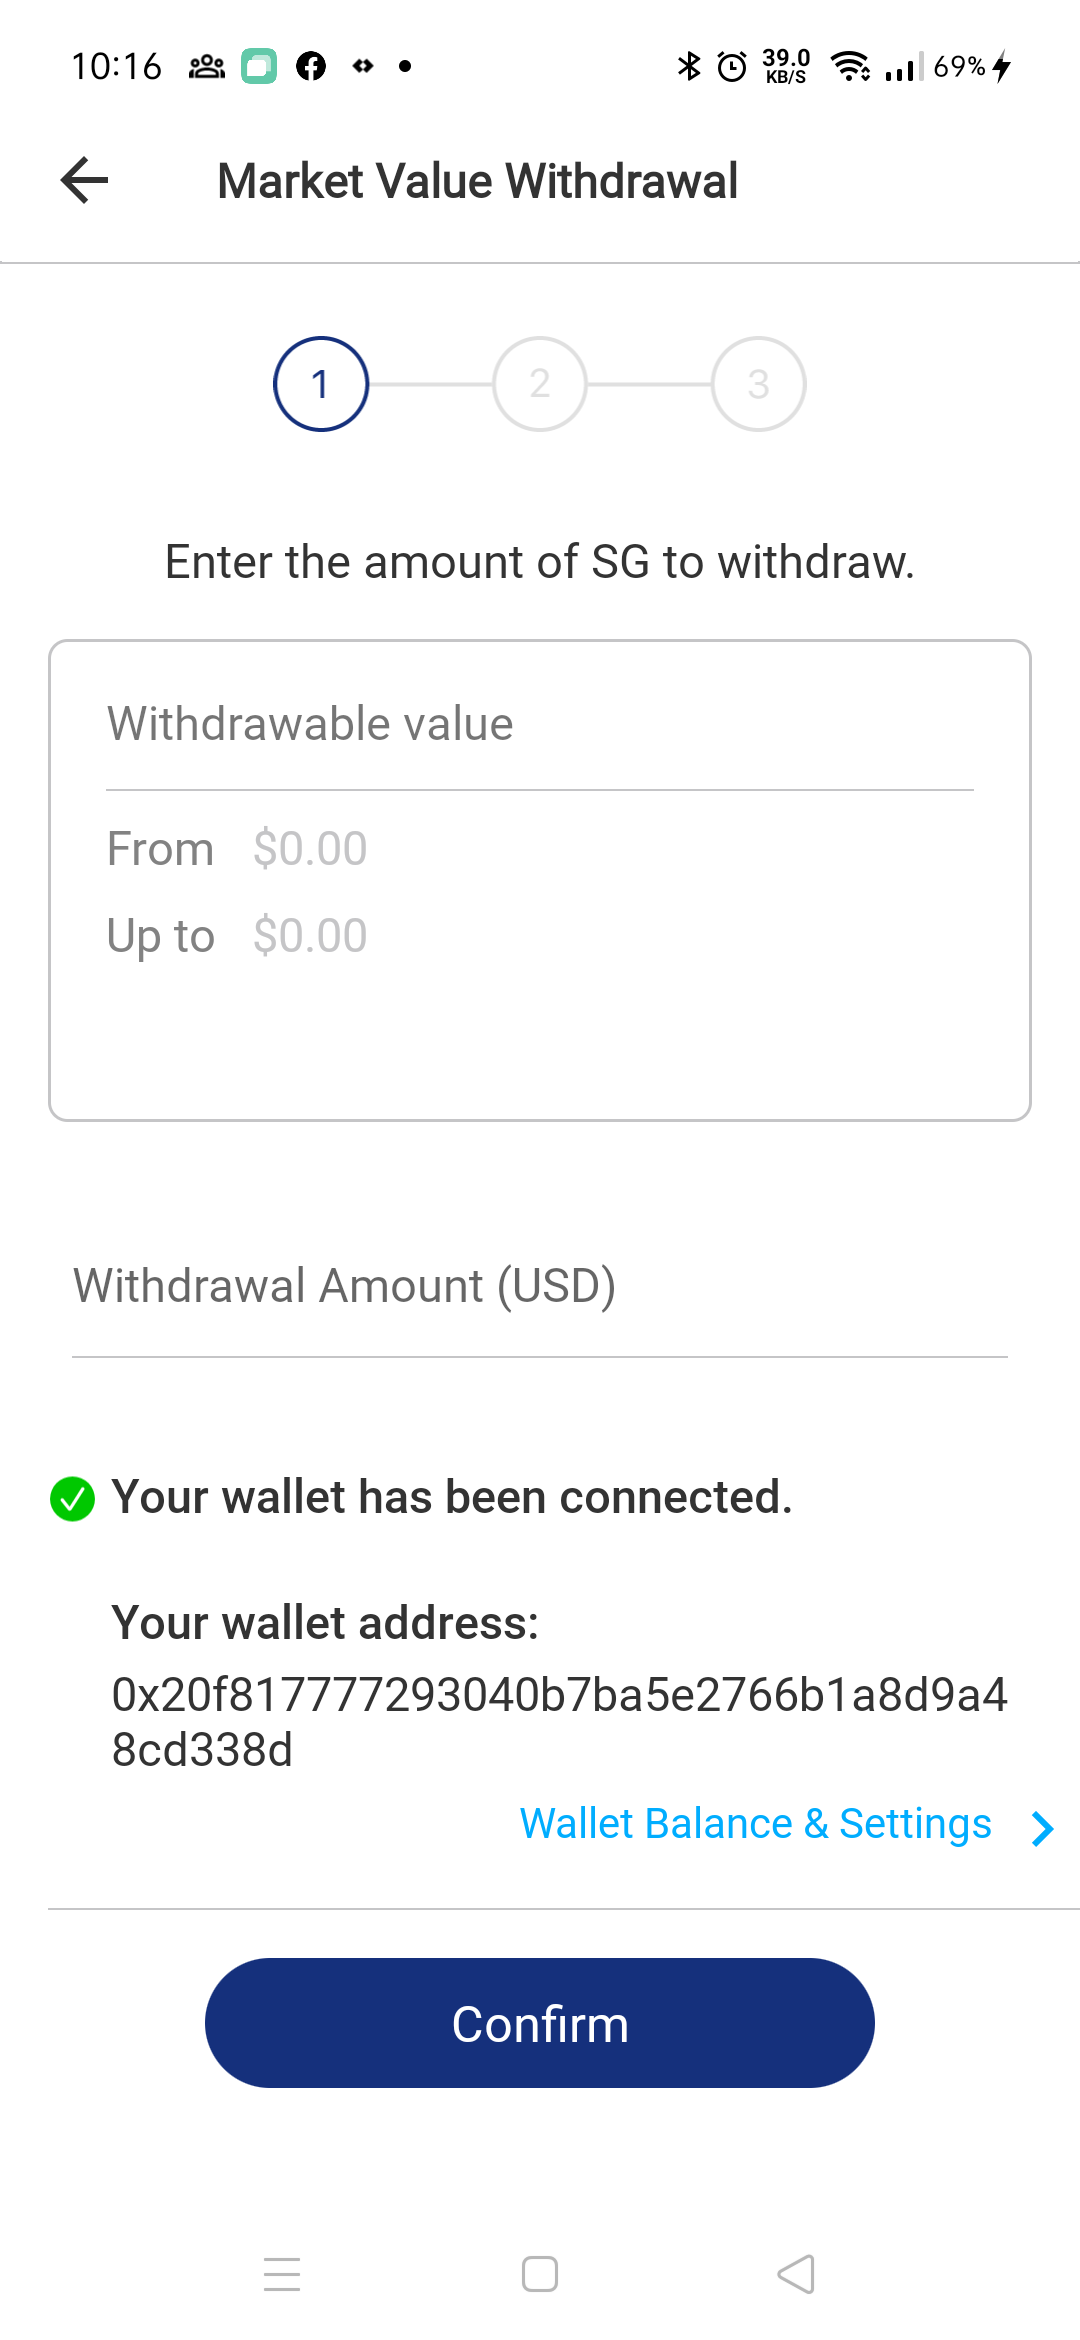 10:16 39.0 KB/S 69%
Market Value Withdrawal
1 2 3
Enter the amount of SG to withdraw.
Withdrawable value
From $0.00
Up to $0.00
Withdrawal Amount (USD)
Your wallet has been connected.
Your wallet address:
0x20f817777293040b7ba5e2766b1a8d9a4
8cd338d
Wallet Balance & Settings
Confirm